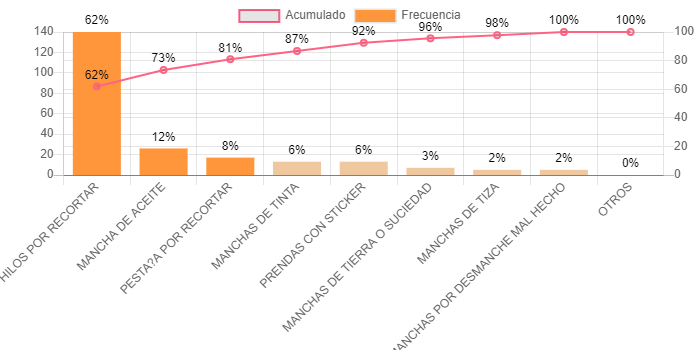 Acumulado Frecuencia
62% 73% 81% 87% 92% 96% 98% 100% 100%
62% 12% 8% 6% 6% 3% 2% 2% 0%
140 120 100 80 60 40 20 0
100 80 60 40 20 0
HILOS POR RECORTAR
MANCHA DE ACEITE
PESTA?A POR RECORTAR
MANCHAS DE TINTA
PRENDAS CON STICKER
MANCHAS DE TIERRA O SUCIEDAD
MANCHAS DE TIZA
MANCHAS POR DESMANCHE MAL HECHO
OTROS